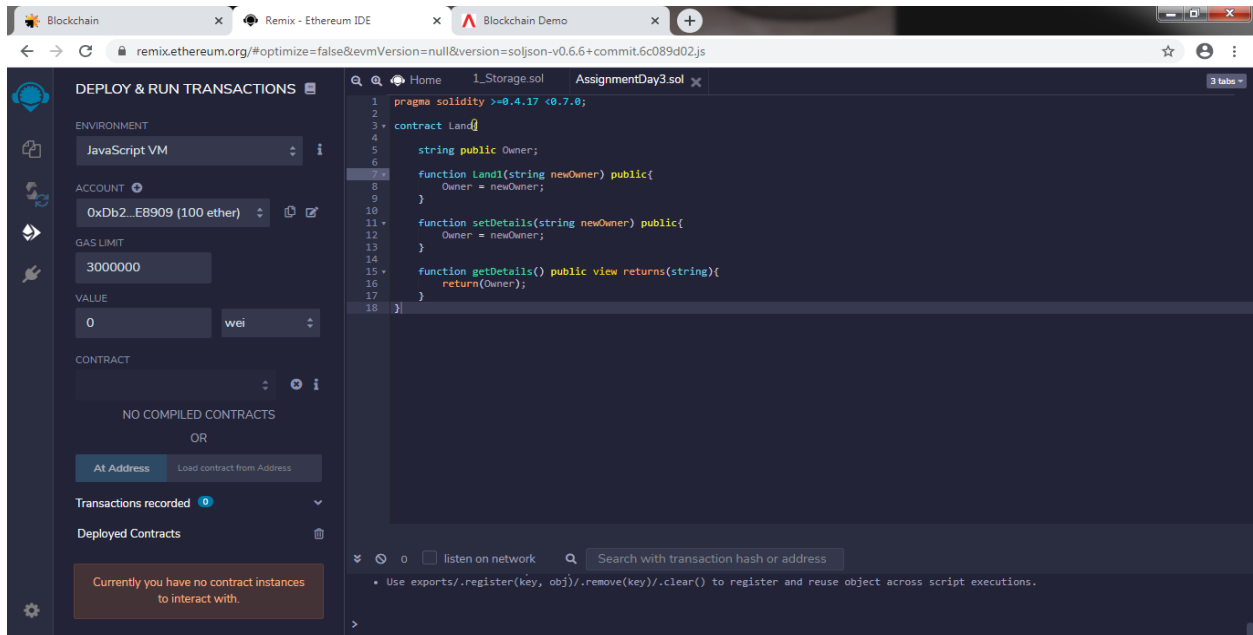 Blockchain
Remix - Ethereum IDE
Blockchain Demo
remix.ethereum.org/#optimize=false&evmVersion=null&version=soljson-v0.6.6+commit.6c089d02.js
DEPLOY & RUN TRANSACTIONS
ENVIRONMENT
JavaScript VM
i
ACCOUNT
0xDb2...E8909 (100 ether)
GAS LIMIT
3000000
VALUE
0
wei
CONTRACT
i
NO COMPILED CONTRACTS
OR
At Address
Load contract from Address
Transactions recorded 0
Deployed Contracts
Currently you have no contract instances
to interact with.
Home
1_Storage.sol
AssignmentDay3.sol
3 tabs
1 pragma solidity >=0.4.17 <0.7.0;
2
3 contract Land{
4
5 string public Owner;
6
7 function Land1(string newOwner) public{
8 Owner = newOwner;
9 }
10
11 function setDetails(string newOwner) public{
12 Owner = newOwner;
13 }
14
15 function getDetails() public view returns(string){
16 return(Owner);
17 }
18 }
0
listen on network
Search with transaction hash or address
• Use exports/.register(key, obj)/.remove(key)/.clear() to register and reuse object across script executions.
>